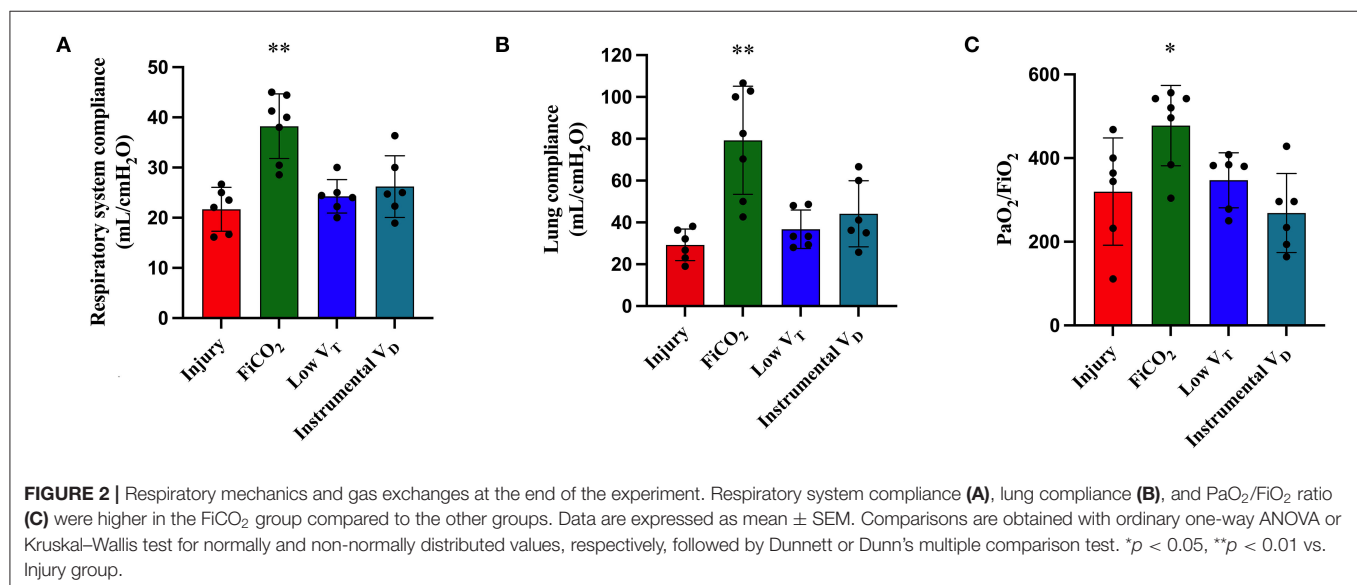 A
**
Respiratory system compliance
(mL/cmH₂O)
50
40
30
20
10
0
Injury
FiCO₂
Low V_T
Instrumental V_D
B
**
Lung compliance
(mL/cmH₂O)
120
100
80
60
40
20
0
Injury
FiCO₂
Low V_T
Instrumental V_D
C
*
PaO₂/FiO₂
600
400
200
0
Injury
FiCO₂
Low V_T
Instrumental V_D
FIGURE 2 | Respiratory mechanics and gas exchanges at the end of the experiment. Respiratory system compliance (A), lung compliance (B), and PaO₂/FiO₂ ratio
(C) were higher in the FiCO₂ group compared to the other groups. Data are expressed as mean ± SEM. Comparisons are obtained with ordinary one-way ANOVA or
Kruskal–Wallis test for normally and non-normally distributed values, respectively, followed by Dunnett or Dunn's multiple comparison test. *p < 0.05, **p < 0.01 vs.
Injury group.